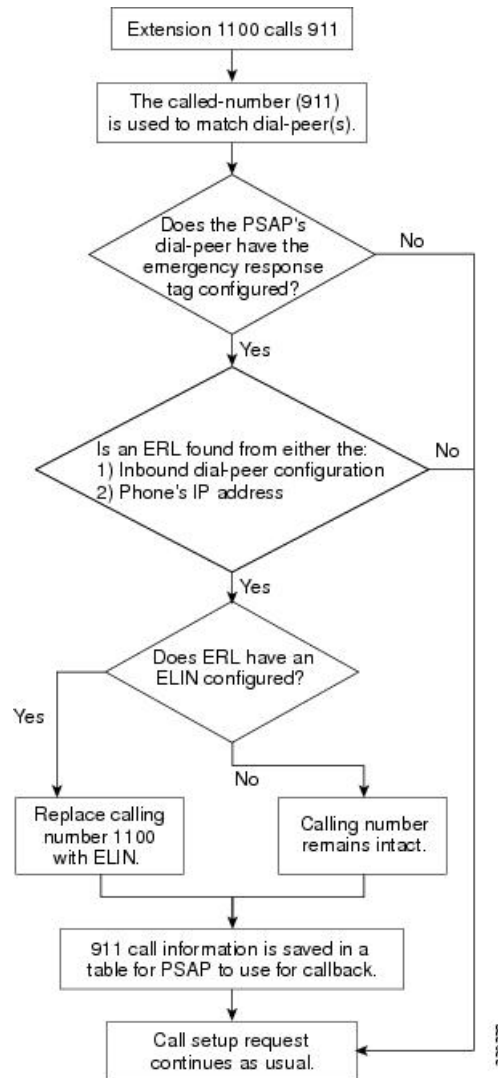 Extension 1100 calls 911
The called-number (911)
is used to match dial-peer(s).
Does the PSAP's
dial-peer have the
emergency response
tag configured?
No
Yes
Is an ERL found from either the:
1) Inbound dial-peer configuration
2) Phone's IP address
No
Yes
Does ERL have an
ELIN configured?
Yes
No
Replace calling
number 1100
with ELIN.
Calling number
remains intact.
911 call information is saved in a
table for PSAP to use for callback.
Call setup request
continues as usual.